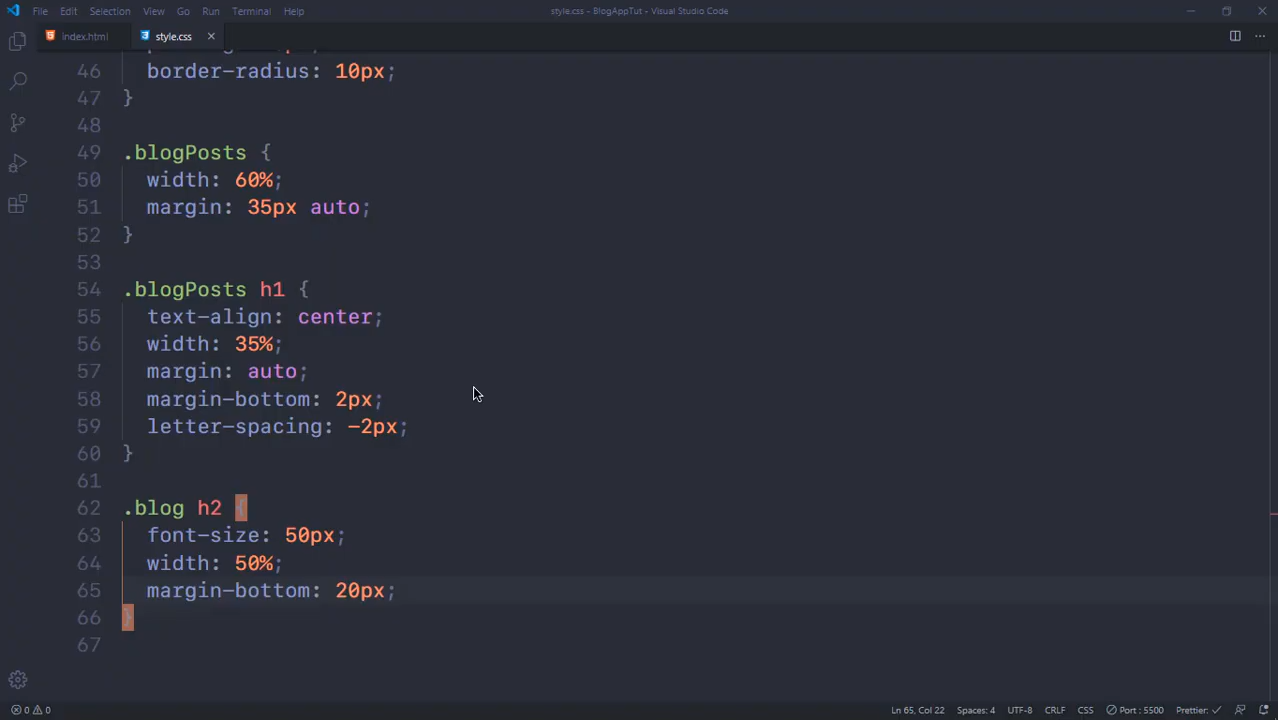 File Edit Selection View Go Run Terminal Help style.css - BlogAppTut - Visual Studio Code
index.html style.css
46 border-radius: 10px;
47 }
48
49 .blogPosts {
50 width: 60%;
51 margin: 35px auto;
52 }
53
54 .blogPosts h1 {
55 text-align: center;
56 width: 35%;
57 margin: auto;
58 margin-bottom: 2px;
59 letter-spacing: -2px;
60 }
61
62 .blog h2 {
63 font-size: 50px;
64 width: 50%;
65 margin-bottom: 20px;
66 }
67
0 0 Ln 65, Col 22 Spaces: 4 UTF-8 CRLF CSS Port : 5500 Prettier: